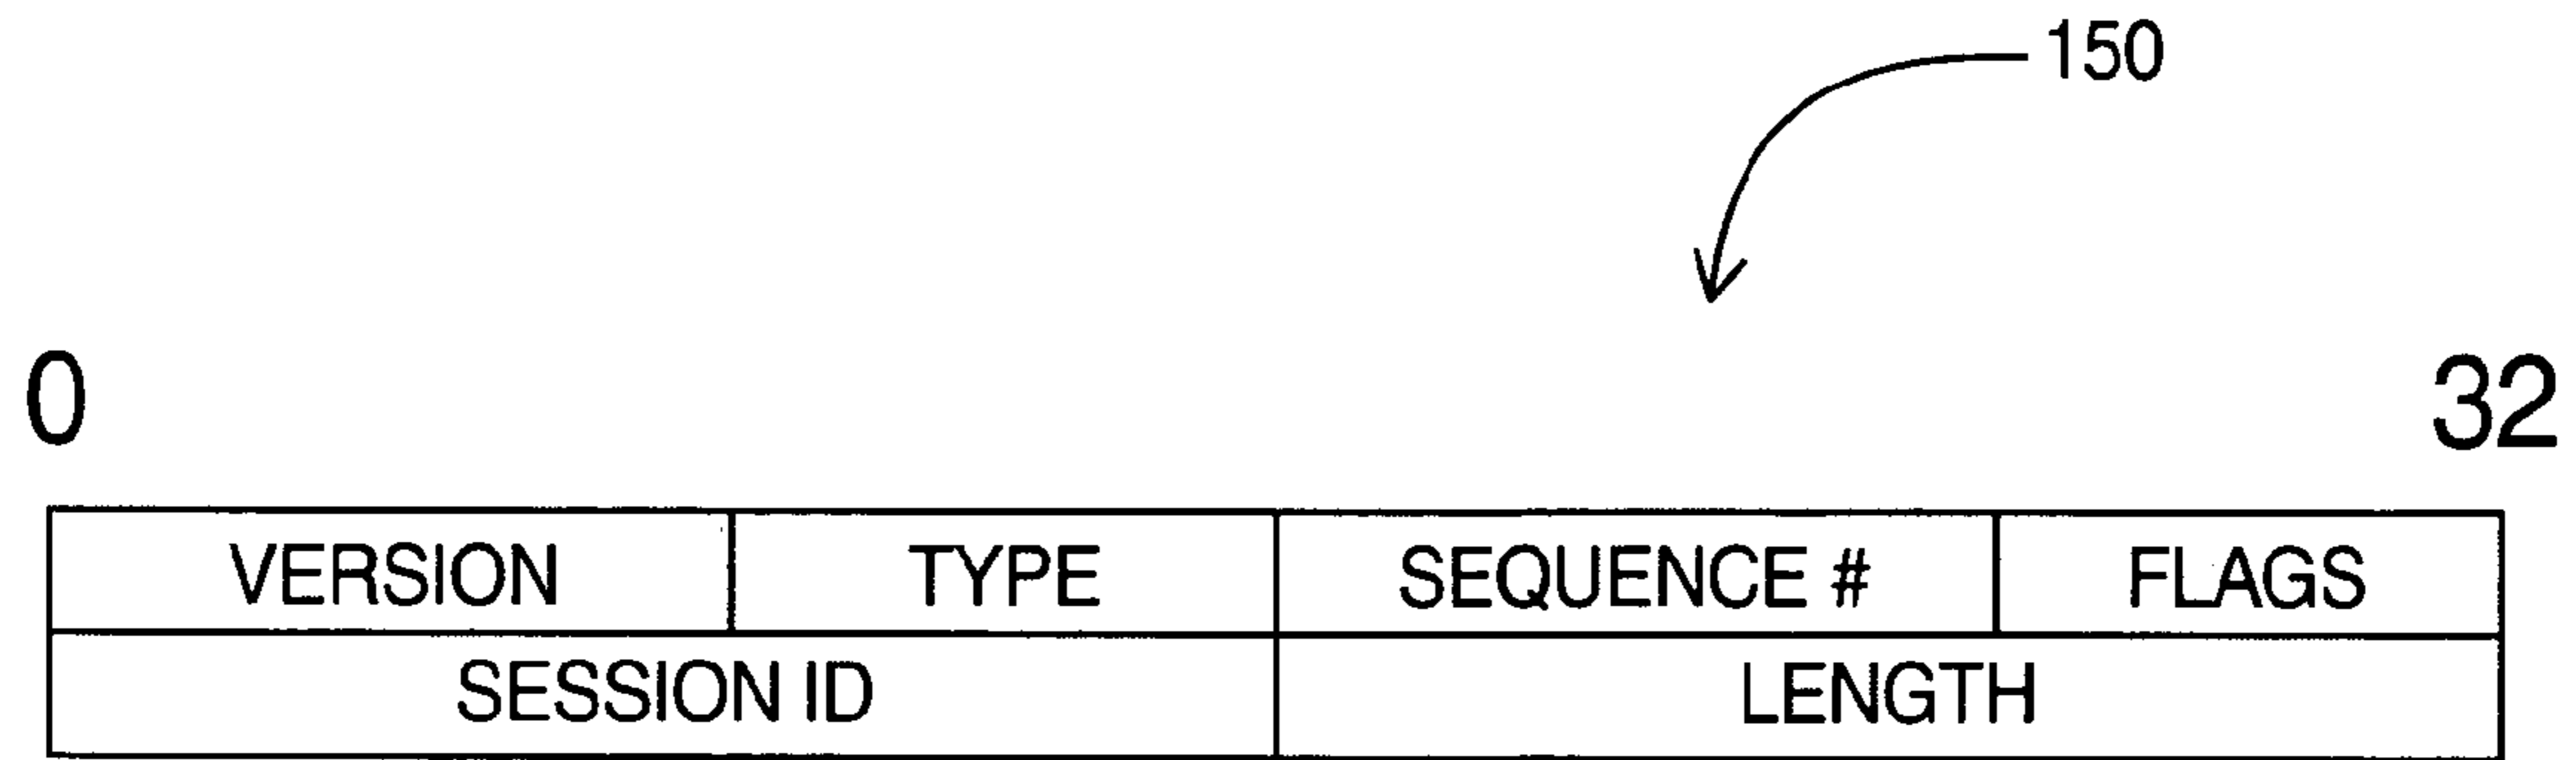 150
0 32
VERSION TYPE SEQUENCE # FLAGS
SESSION ID LENGTH